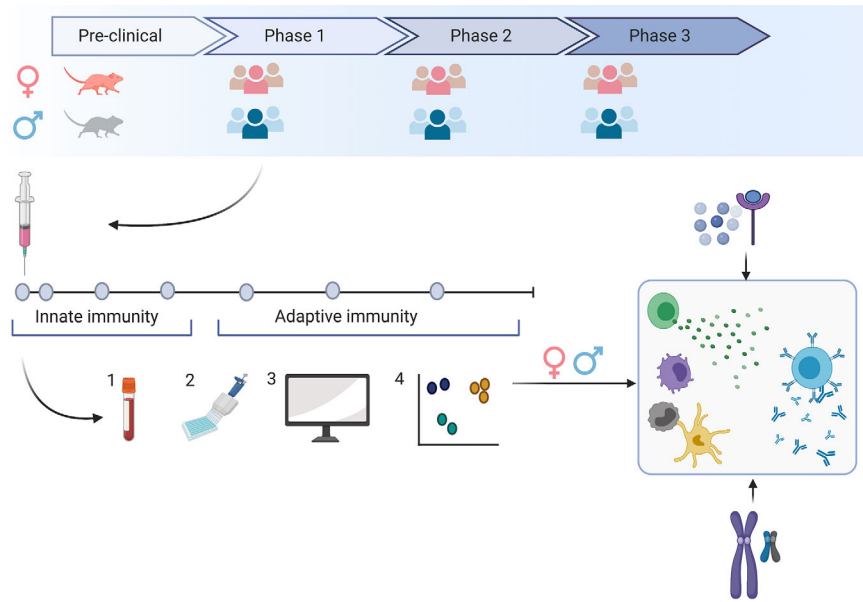 Pre-clinical
Phase 1
Phase 2
Phase 3
Innate immunity
Adaptive immunity
1
2
3
4